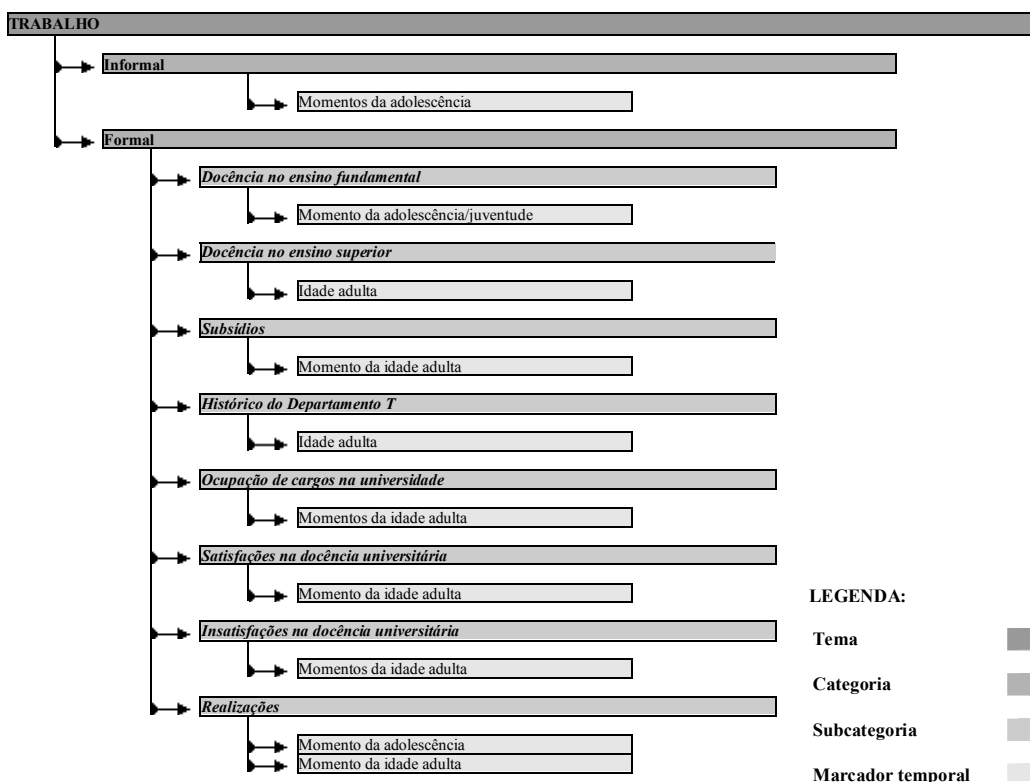 TRABALHO
Informal
Momentos da adolescência
Formal
Docência no ensino fundamental
Momento da adolescência/juventude
Docência no ensino superior
Idade adulta
Subsídios
Momento da idade adulta
Histórico do Departamento T
Idade adulta
Ocupação de cargos na universidade
Momentos da idade adulta
Satisfações na docência universitária
Momento da idade adulta
Insatisfações na docência universitária
Momentos da idade adulta
Realizações
Momento da adolescência
Momento da idade adulta
LEGENDA:
Tema
Categoria
Subcategoria
Marcador temporal